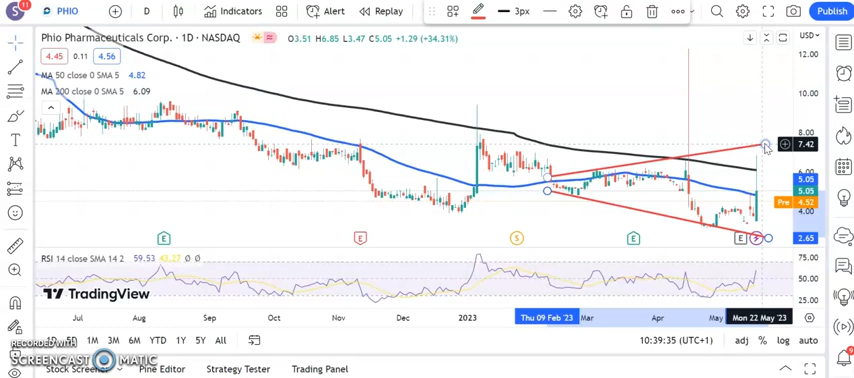 11
PHIO
D
Indicators
Alert
Replay
3px
Publish
Phio Pharmaceuticals Corp. · 1D · NASDAQ
O3.51 H6.85 L3.47 C5.05 +1.29 (+34.31%)
USD
4.45 0.11 4.56
MA 50 close 0 SMA 5 4.82
MA 200 close 0 SMA 5 6.09
12.00
8.00
7.42
6.00
5.05
5.05
Pre 4.52
4.00
2.65
E E S E E
RSI 14 close SMA 14 2 59.53 43.27 Ø Ø
75.00
50.00
25.00
TradingView
Jul Aug Sep Oct Nov Dec 2023 Thu 09 Feb '23 Mar Apr May Mon 22 May '23
RECORDED WITH
SCREENCAST MATIC
1M 3M 6M YTD 1Y 5Y All
10:39:35 (UTC+1) adj % log auto
Stock Screener Pine Editor Strategy Tester Trading Panel